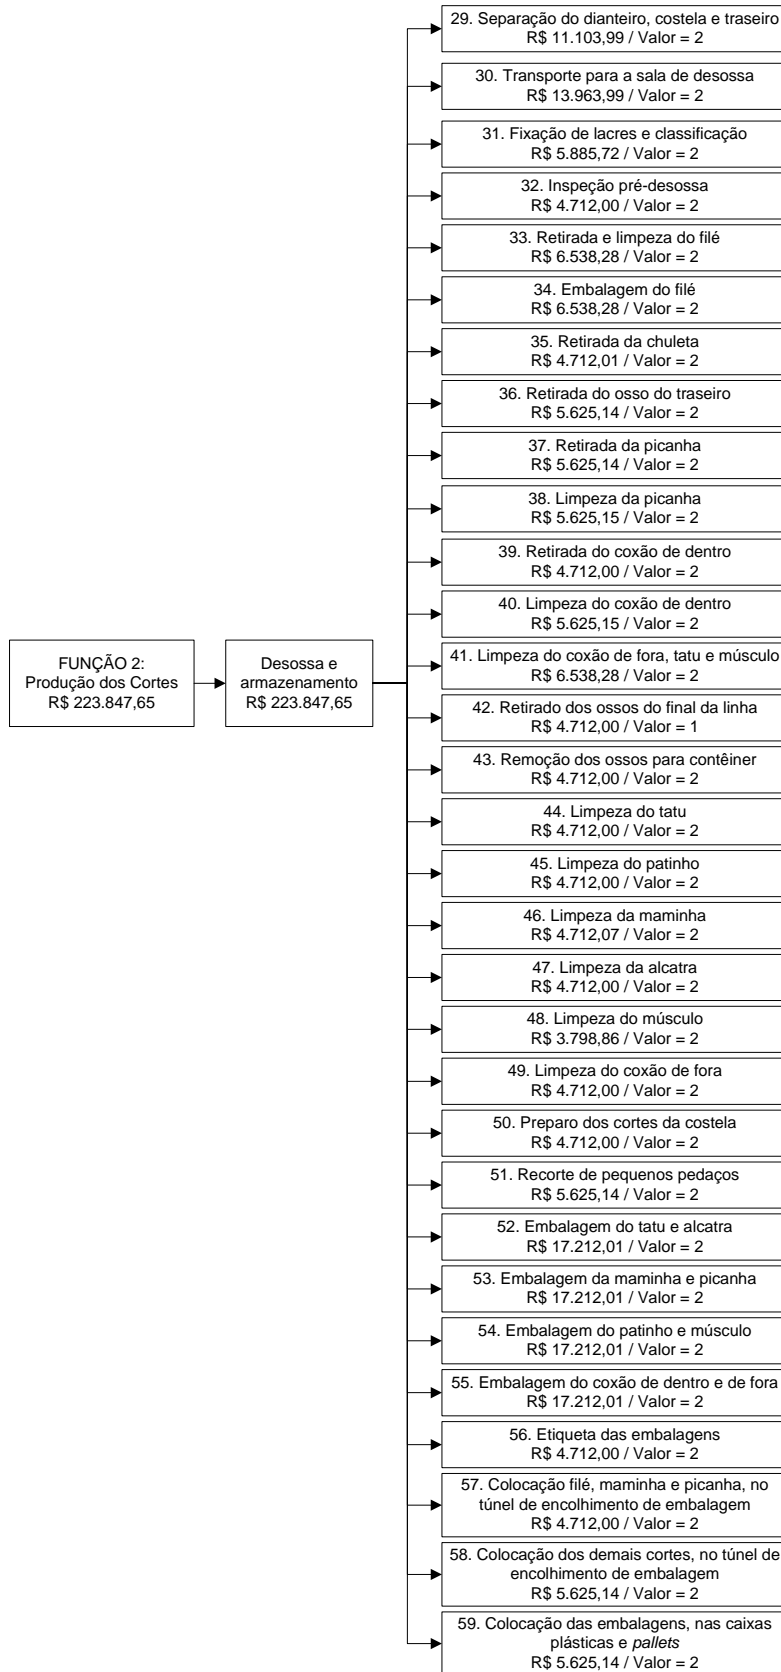 29. Separação do dianteiro, costela e traseiro
R$ 11.103,99 / Valor = 2
30. Transporte para a sala de desossa
R$ 13.963,99 / Valor = 2
31. Fixação de lacres e classificação
R$ 5.885,72 / Valor = 2
32. Inspeção pré-desossa
R$ 4.712,00 / Valor = 2
33. Retirada e limpeza do filé
R$ 6.538,28 / Valor = 2
34. Embalagem do filé
R$ 6.538,28 / Valor = 2
35. Retirada da chuleta
R$ 4.712,01 / Valor = 2
36. Retirada do osso do traseiro
R$ 5.625,14 / Valor = 2
37. Retirada da picanha
R$ 5.625,14 / Valor = 2
38. Limpeza da picanha
R$ 5.625,15 / Valor = 2
39. Retirada do coxão de dentro
R$ 4.712,00 / Valor = 2
40. Limpeza do coxão de dentro
R$ 5.625,15 / Valor = 2
FUNÇÃO 2:
Produção dos Cortes
R$ 223.847,65
Desossa e
armazenamento
R$ 223.847,65
41. Limpeza do coxão de fora, tatu e músculo
R$ 6.538,28 / Valor = 2
42. Retirado dos ossos do final da linha
R$ 4.712,00 / Valor = 1
43. Remoção dos ossos para contêiner
R$ 4.712,00 / Valor = 2
44. Limpeza do tatu
R$ 4.712,00 / Valor = 2
45. Limpeza do patinho
R$ 4.712,00 / Valor = 2
46. Limpeza da maminha
R$ 4.712,07 / Valor = 2
47. Limpeza da alcatra
R$ 4.712,00 / Valor = 2
48. Limpeza do músculo
R$ 3.798,86 / Valor = 2
49. Limpeza do coxão de fora
R$ 4.712,00 / Valor = 2
50. Preparo dos cortes da costela
R$ 4.712,00 / Valor = 2
51. Recorte de pequenos pedaços
R$ 5.625,14 / Valor = 2
52. Embalagem do tatu e alcatra
R$ 17.212,01 / Valor = 2
53. Embalagem da maminha e picanha
R$ 17.212,01 / Valor = 2
54. Embalagem do patinho e músculo
R$ 17.212,01 / Valor = 2
55. Embalagem do coxão de dentro e de fora
R$ 17.212,01 / Valor = 2
56. Etiqueta das embalagens
R$ 4.712,00 / Valor = 2
57. Colocação filé, maminha e picanha, no
túnel de encolhimento de embalagem
R$ 4.712,00 / Valor = 2
58. Colocação dos demais cortes, no túnel de
encolhimento de embalagem
R$ 5.625,14 / Valor = 2
59. Colocação das embalagens, nas caixas
plásticas e pallets
R$ 5.625,14 / Valor = 2